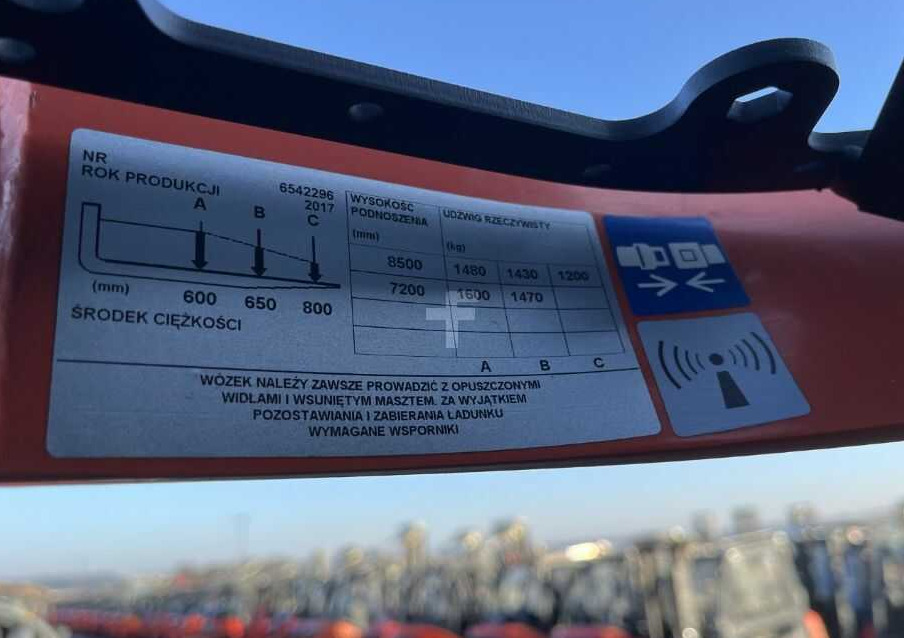 NR 6542296
ROK PRODUKCJI 2017
A B C
(mm) 600 650 800
ŚRODEK CIĘŻKOŚCI
WYSOKOŚĆ PODNOSZENIA (mm)
UDŹWIG RZECZYWISTY (kg)
8500 1480 1430 1200
7200 1600 1470
A B C
WÓZEK NALEŻY ZAWSZE PROWADZIĆ Z OPUSZCZONYMI
WIDŁAMI I WSUNIĘTYM MASZTEM. ZA WYJĄTKIEM
POZOSTAWIANIA I ZABIERANIA ŁADUNKU
WYMAGANE WSPORNIKI